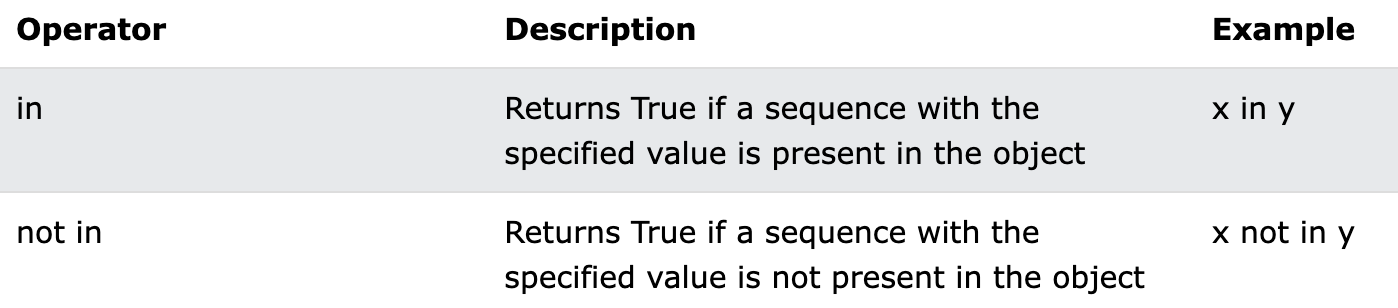 Operator Description Example
in Returns True if a sequence with the x in y
specified value is present in the object
not in Returns True if a sequence with the x not in y
specified value is not present in the object